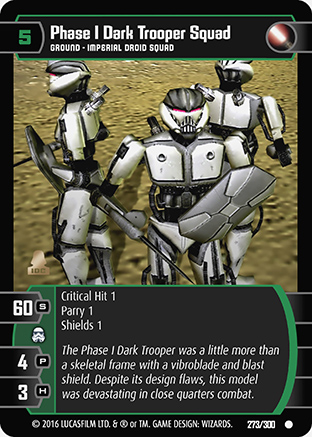 5
Phase I Dark Trooper Squad
GROUND - IMPERIAL DROID SQUAD
IDC
60 S
4 P
3 H
Critical Hit 1
Parry 1
Shields 1
The Phase I Dark Trooper was a little more than
a skeletal frame with a vibroblade and blast
shield. Despite its design flaws, this model
was devastating in close quarters combat.
© 2016 LUCASFILM LTD. & ® OR TM. GAME DESIGN: WIZARDS.
273/300